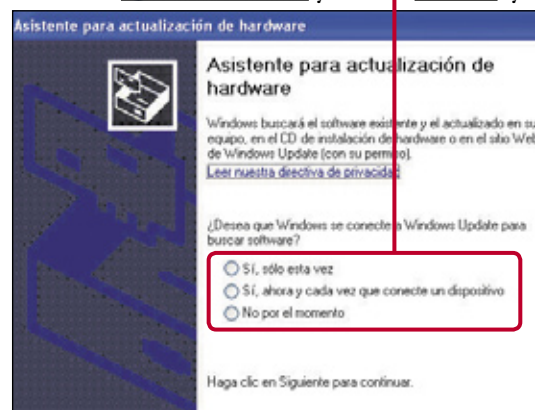 Asistente para actualización de hardware
Asistente para actualización de
hardware
Windows buscará el software existente y el actualizado en su
equipo, en el CD de instalación de hardware o en el sitio Web
de Windows Update (con su permiso).
Leer nuestra directiva de privacidad
¿Desea que Windows se conecte a Windows Update para
buscar software?
Sí, sólo esta vez
Sí, ahora y cada vez que conecte un dispositivo
No por el momento
Haga clic en Siguiente para continuar.